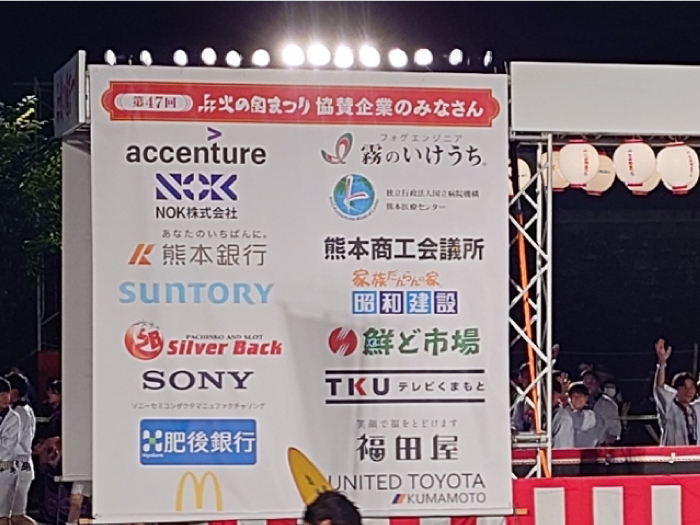 第47回 火の国まつり 協賛企業のみなさん
accenture
NOK
NOK株式会社
あなたのいちばんに。
熊本銀行
SUNTORY
PACHINKO AND SLOT
Silver Back
SONY
ソニーセミコンダクタマニュファクチャリング
肥後銀行
フォグエンジニア
霧のいけうち
独立行政法人国立病院機構
熊本医療センター
熊本商工会議所
家族だんらんの家
昭和建設
鮮ど市場
TKU テレビくまもと
笑顔で福をとどけます
福田屋
UNITED TOYOTA
KUMAMOTO